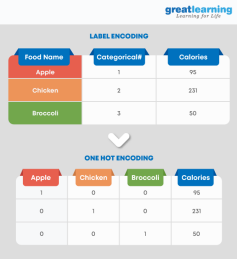 greatlearning
Learning for Life
LABEL ENCODING
Food Name Categorical# Calories
Apple 1 95
Chicken 2 231
Broccoli 3 50
ONE HOT ENCODING
Apple Chicken Broccoli Calories
1 0 0 95
0 1 0 231
0 0 1 50